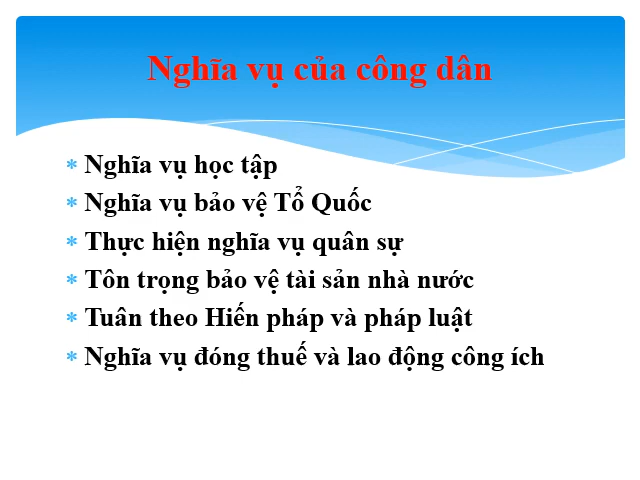 Nghĩa vụ của công dân
Nghĩa vụ học tập
Nghĩa vụ bảo vệ Tổ Quốc
Thực hiện nghĩa vụ quân sự
Tôn trọng bảo vệ tài sản nhà nước
Tuân theo Hiến pháp và pháp luật
Nghĩa vụ đóng thuế và lao động công ích